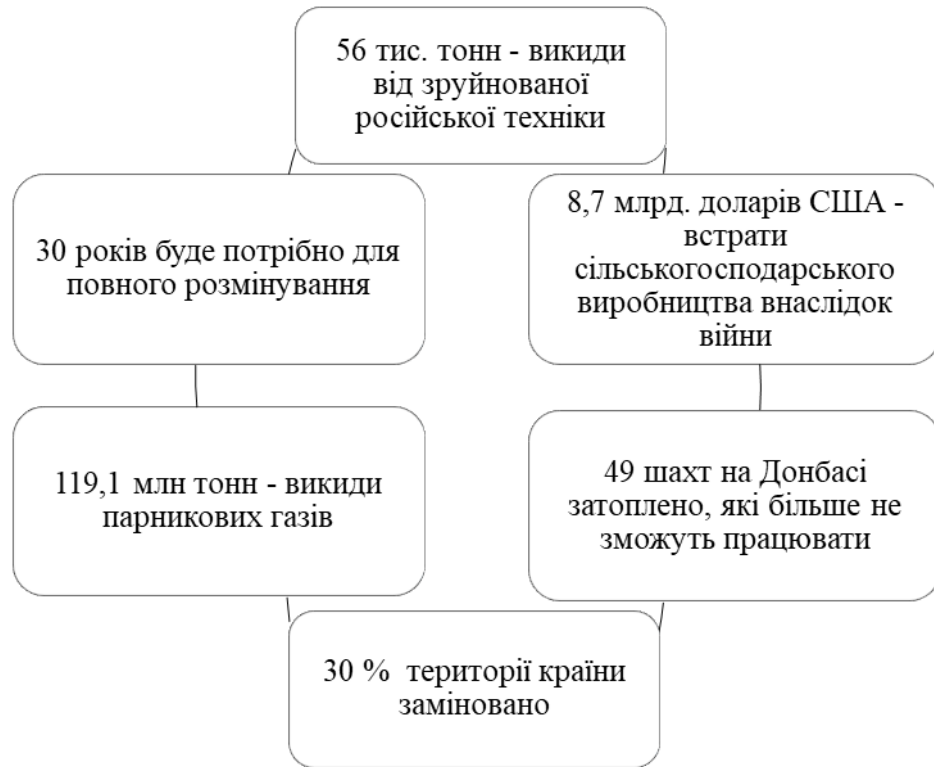 56 тис. тонн - викиди
від зруйнованої
російської техніки
30 років буде потрібно для
повного розмінування
8,7 млрд. доларів США -
встрати
сільськогосподарського
виробництва внаслідок
війни
119,1 млн тонн - викиди
парникових газів
49 шахт на Донбасі
затоплено, які більше не
зможуть працювати
30 % території країни
заміновано